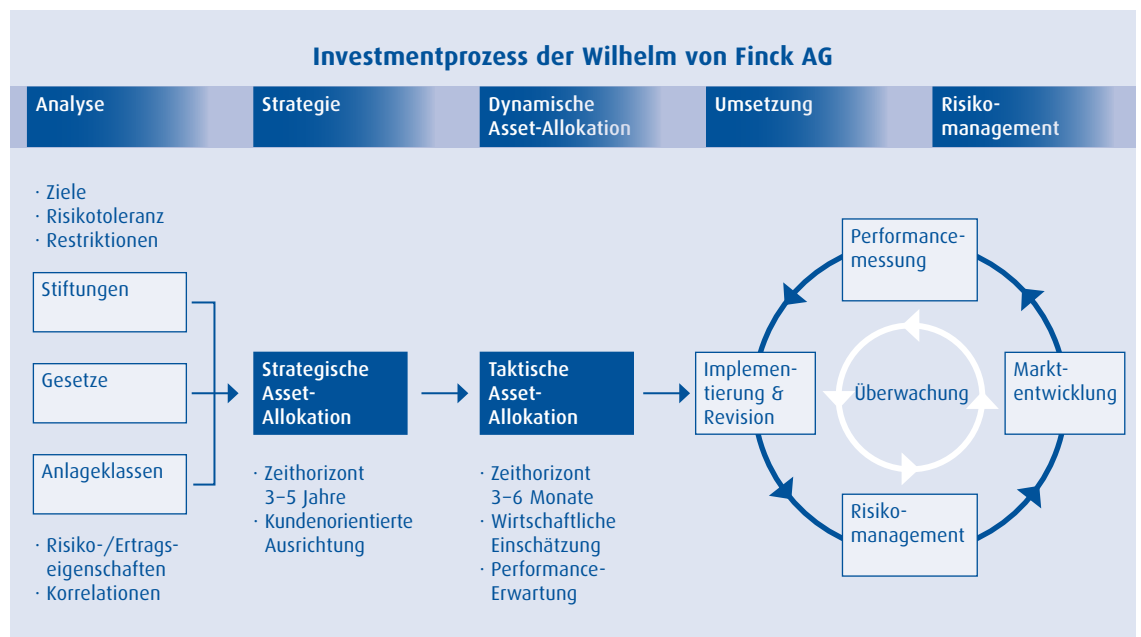 Investmentprozess der Wilhelm von Finck AG
Analyse
Strategie
Dynamische
Asset-Allokation
Umsetzung
Risiko-
management
· Ziele
· Risikotoleranz
· Restriktionen
Stiftungen
Gesetze
Anlageklassen
· Risiko-/Ertrags-
eigenschaften
· Korrelationen
Strategische
Asset-
Allokation
· Zeithorizont
3–5 Jahre
· Kundenorientierte
Ausrichtung
Taktische
Asset-
Allokation
· Zeithorizont
3–6 Monate
· Wirtschaftliche
Einschätzung
· Performance-
Erwartung
Performance-
messung
Implemen-
tierung &
Revision
Überwachung
Markt-
entwicklung
Risiko-
management